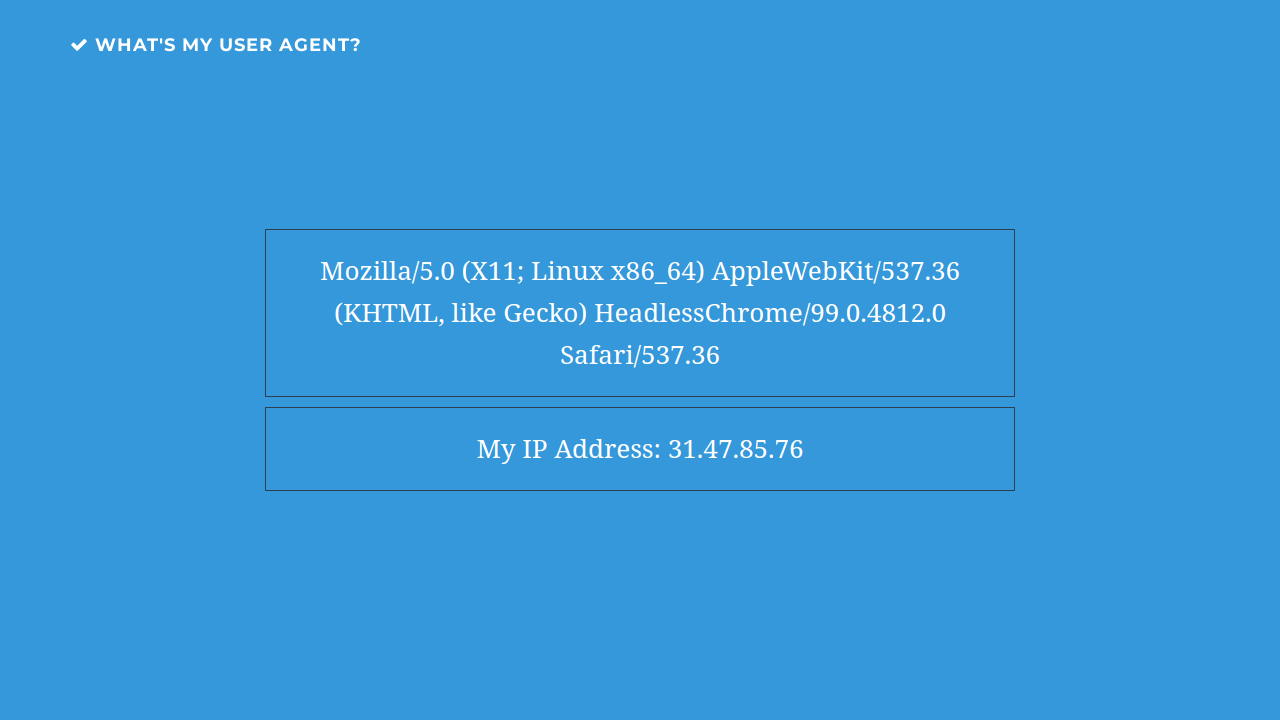 WHAT'S MY USER AGENT?
Mozilla/5.0 (X11; Linux x86_64) AppleWebKit/537.36
(KHTML, like Gecko) HeadlessChrome/99.0.4812.0
Safari/537.36
My IP Address: 31.47.85.76